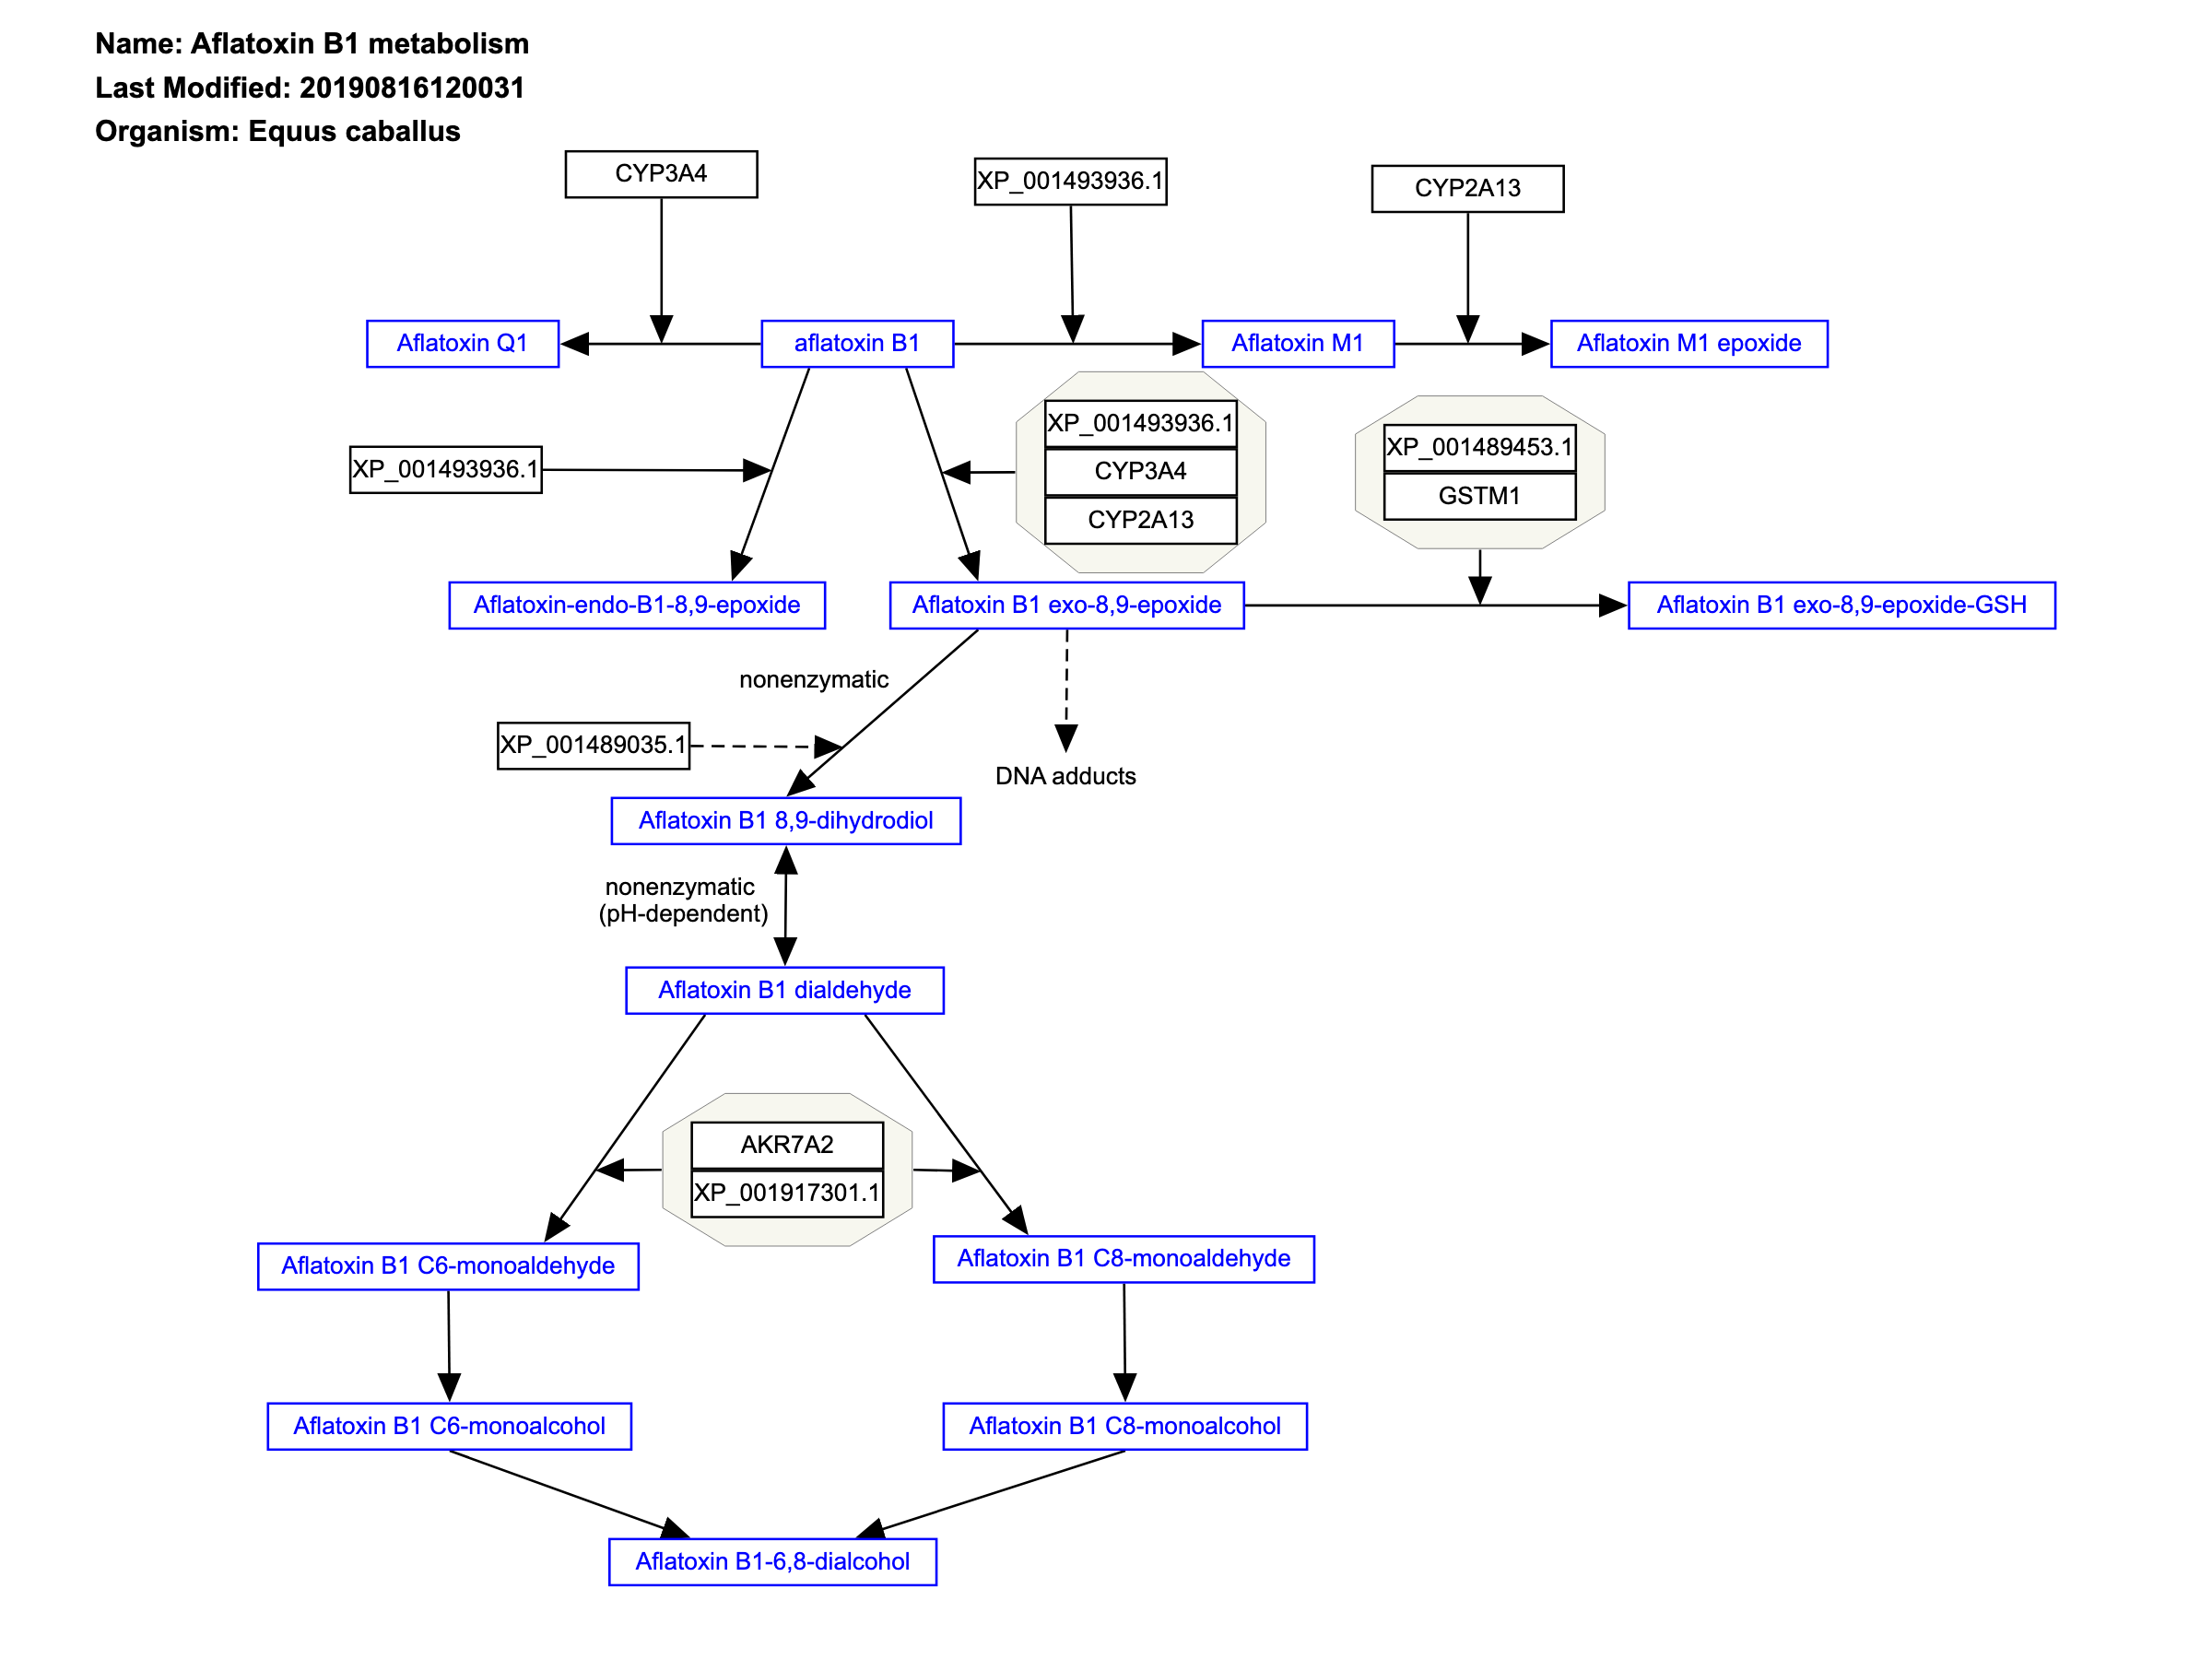 Name: Aflatoxin B1 metabolism
Last Modified: 20190816120031
Organism: Equus caballus
CYP3A4
XP_001493936.1
CYP2A13
Aflatoxin Q1
aflatoxin B1
Aflatoxin M1
Aflatoxin M1 epoxide
XP_001493936.1
XP_001493936.1
CYP3A4
CYP2A13
XP_001489453.1
GSTM1
Aflatoxin-endo-B1-8,9-epoxide
Aflatoxin B1 exo-8,9-epoxide
Aflatoxin B1 exo-8,9-epoxide-GSH
nonenzymatic
XP_001489035.1
DNA adducts
Aflatoxin B1 8,9-dihydrodiol
nonenzymatic
(pH-dependent)
Aflatoxin B1 dialdehyde
AKR7A2
XP_001917301.1
Aflatoxin B1 C6-monoaldehyde
Aflatoxin B1 C8-monoaldehyde
Aflatoxin B1 C6-monoalcohol
Aflatoxin B1 C8-monoalcohol
Aflatoxin B1-6,8-dialcohol